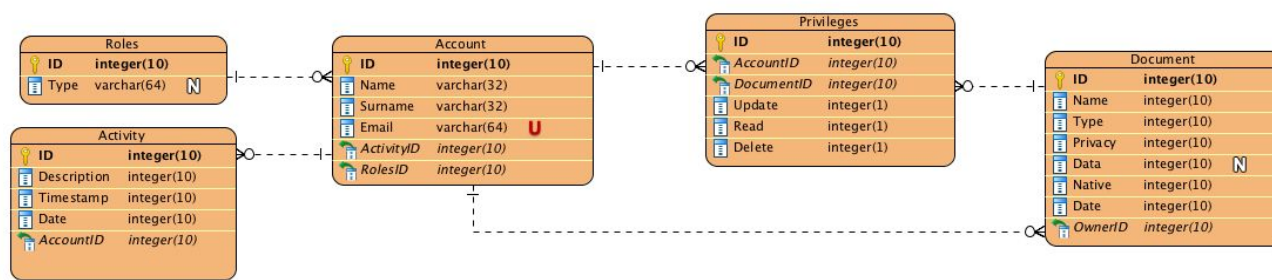 Roles
ID integer(10)
Type varchar(64) N
Activity
ID integer(10)
Description integer(10)
Timestamp integer(10)
Date integer(10)
AccountID integer(10)
Account
ID integer(10)
Name varchar(32)
Surname varchar(32)
Email varchar(64) U
ActivityID integer(10)
RolesID integer(10)
Privileges
ID integer(10)
AccountID integer(10)
DocumentID integer(10)
Update integer(1)
Read integer(1)
Delete integer(1)
Document
ID integer(10)
Name integer(10)
Type integer(10)
Privacy integer(10)
Data integer(10) N
Native integer(10)
Date integer(10)
OwnerID integer(10)